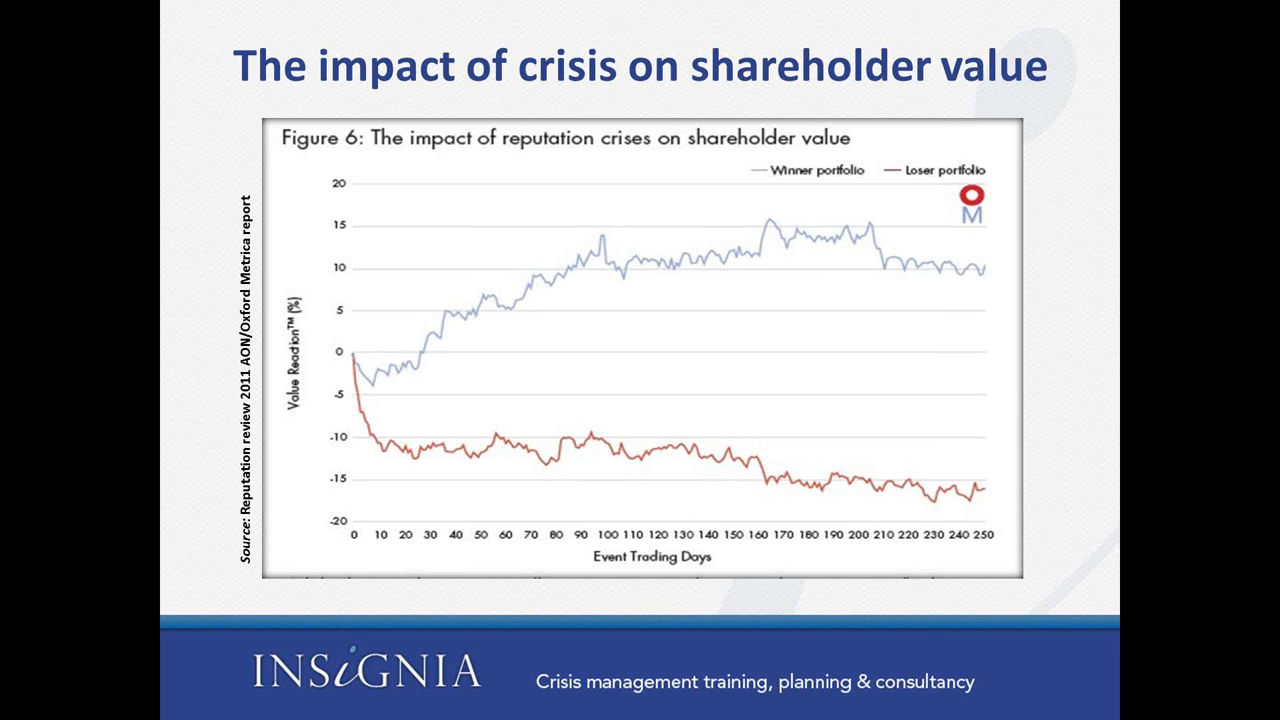 The impact of crisis on shareholder value
Figure 6: The impact of reputation crises on shareholder value
Winner portfolio
Loser portfolio
O
M
20
15
10
5
0
-5
-10
-15
-20
Value Reaction™ (%)
0 10 20 30 40 50 60 70 80 90 100 110 120 130 140 150 160 170 180 190 200 210 220 230 240 250
Event Trading Days
Source: Reputation review 2011 AON/Oxford Metrica report
INSiGNIA
Crisis management training, planning & consultancy